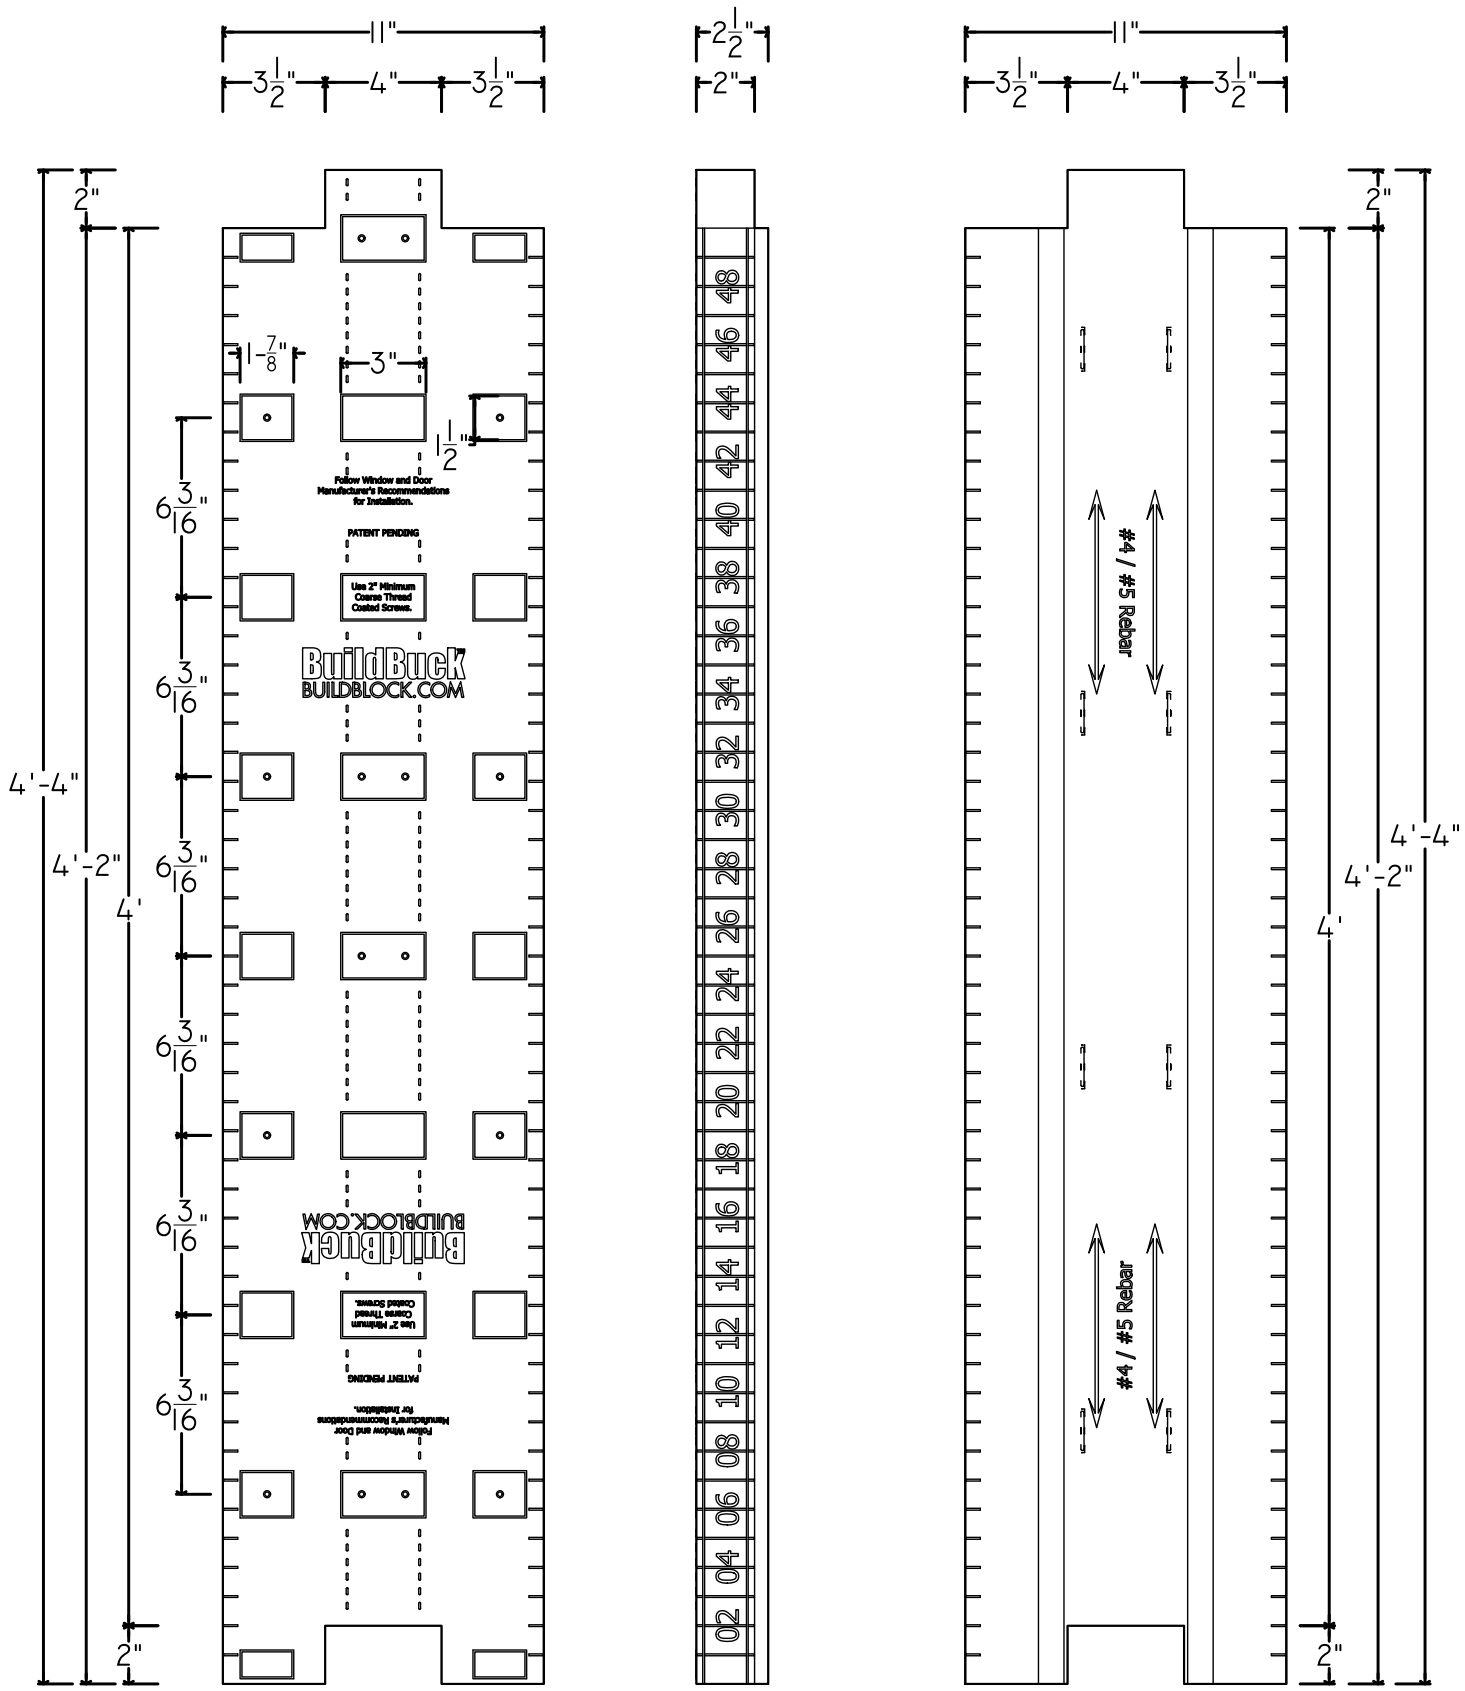 11"
2 1/2"
11"
3 1/2"
4"
3 1/2"
2"
3 1/2"
4"
3 1/2"
2"
2"
1-7/8"
3"
1 1/2"
Follow Window and Door
Manufacturer's Recommendations
for Installation.
PATENT PENDING
Use 2" Minimum
Coarse Thread
Coated Screws.
BuildBuck
BUILDBLOCK.COM
6 3/16"
6 3/16"
6 3/16"
6 3/16"
6 3/16"
6 3/16"
4'-4"
4'-2"
4'
2"
BuildBuck
BUILDBLOCK.COM
Use 2" Minimum
Coarse Thread
Coated Screws.
PATENT PENDING
Follow Window and Door
Manufacturer's Recommendations
for Installation.
48
46
44
42
40
38
36
34
32
30
28
26
24
22
20
18
16
14
12
10
08
06
04
02
#4 / #5 Rebar
#4 / #5 Rebar
4'
4'-2"
4'-4"
2"